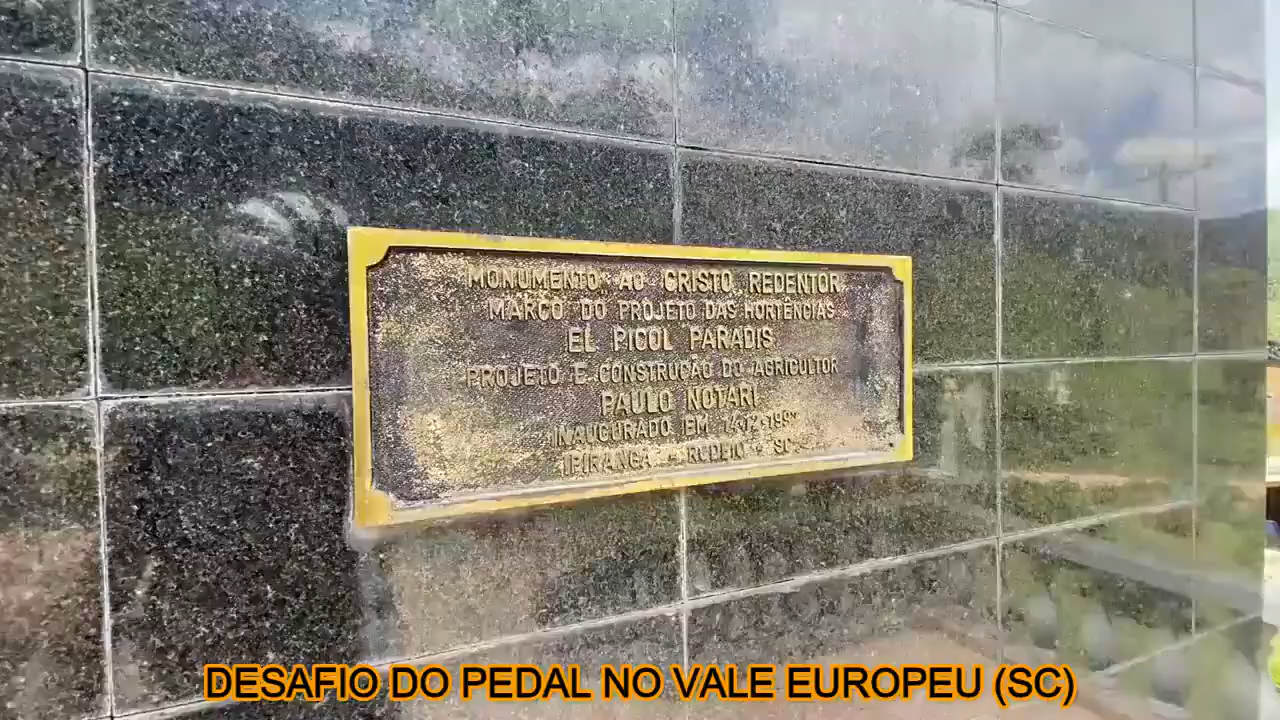 MONUMENTO AO CRISTO REDENTOR
MARCO DO PROJETO DAS HORTÊNCIAS
EL PICOL PARADIS
PROJETO E CONSTRUÇÃO DO AGRICULTOR
PAULO NOTARI
INAUGURADO EM
IPIRANGA - RODEIO - SC
DESAFIO DO PEDAL NO VALE EUROPEU (SC)